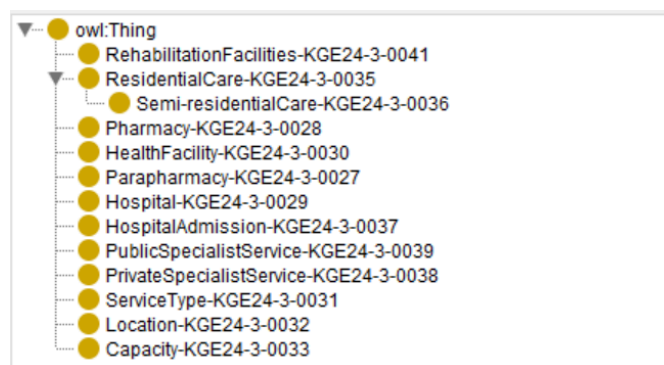 owl:Thing
RehabilitationFacilities-KGE24-3-0041
ResidentialCare-KGE24-3-0035
Semi-residentialCare-KGE24-3-0036
Pharmacy-KGE24-3-0028
HealthFacility-KGE24-3-0030
Parapharmacy-KGE24-3-0027
Hospital-KGE24-3-0029
HospitalAdmission-KGE24-3-0037
PublicSpecialistService-KGE24-3-0039
PrivateSpecialistService-KGE24-3-0038
ServiceType-KGE24-3-0031
Location-KGE24-3-0032
Capacity-KGE24-3-0033